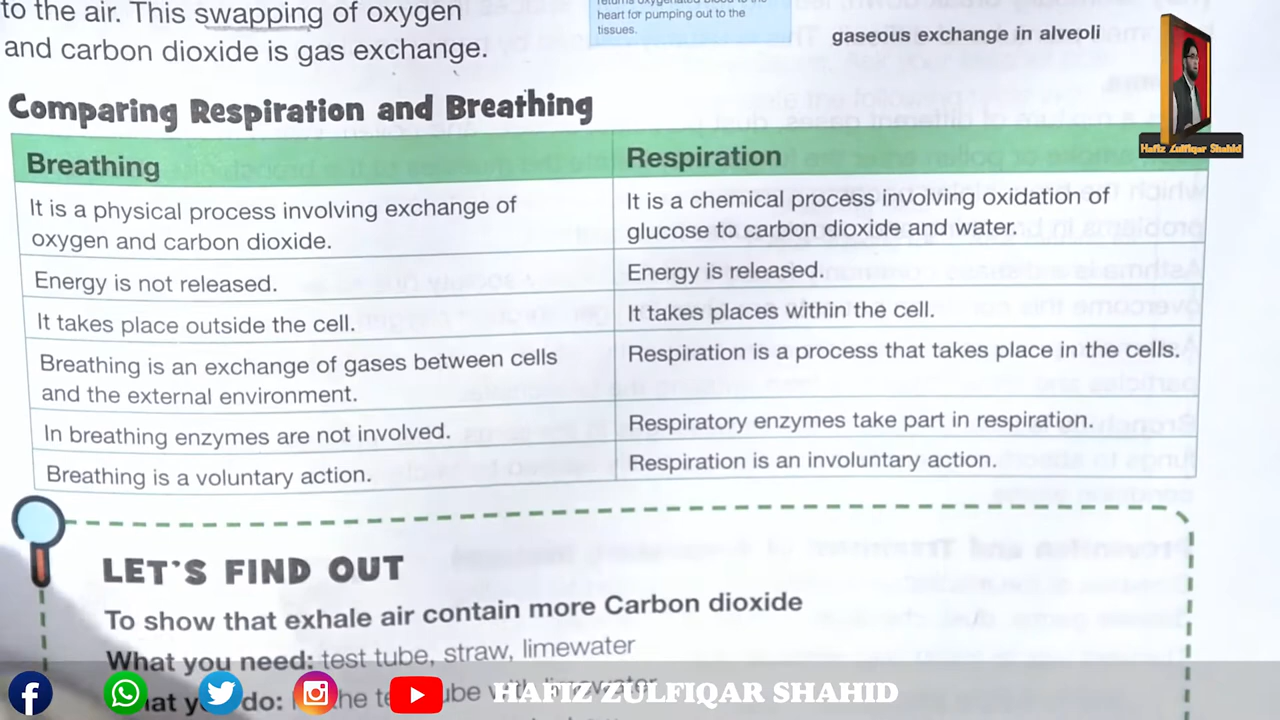 to the air. This swapping of oxygen
and carbon dioxide is gas exchange.
heart for pumping out to the
tissues.
gaseous exchange in alveoli
Hafiz Zulfiqar Shahid
Comparing Respiration and Breathing
Breathing
Respiration
It is a physical process involving exchange of
oxygen and carbon dioxide.
It is a chemical process involving oxidation of
glucose to carbon dioxide and water.
Energy is not released.
Energy is released.
It takes place outside the cell.
It takes places within the cell.
Breathing is an exchange of gases between cells
and the external environment.
Respiration is a process that takes place in the cells.
In breathing enzymes are not involved.
Respiratory enzymes take part in respiration.
Breathing is a voluntary action.
Respiration is an involuntary action.
LET'S FIND OUT
To show that exhale air contain more Carbon dioxide
What you need: test tube, straw, limewater
do: the tube with limewater
HAFIZ ZULFIQAR SHAHID